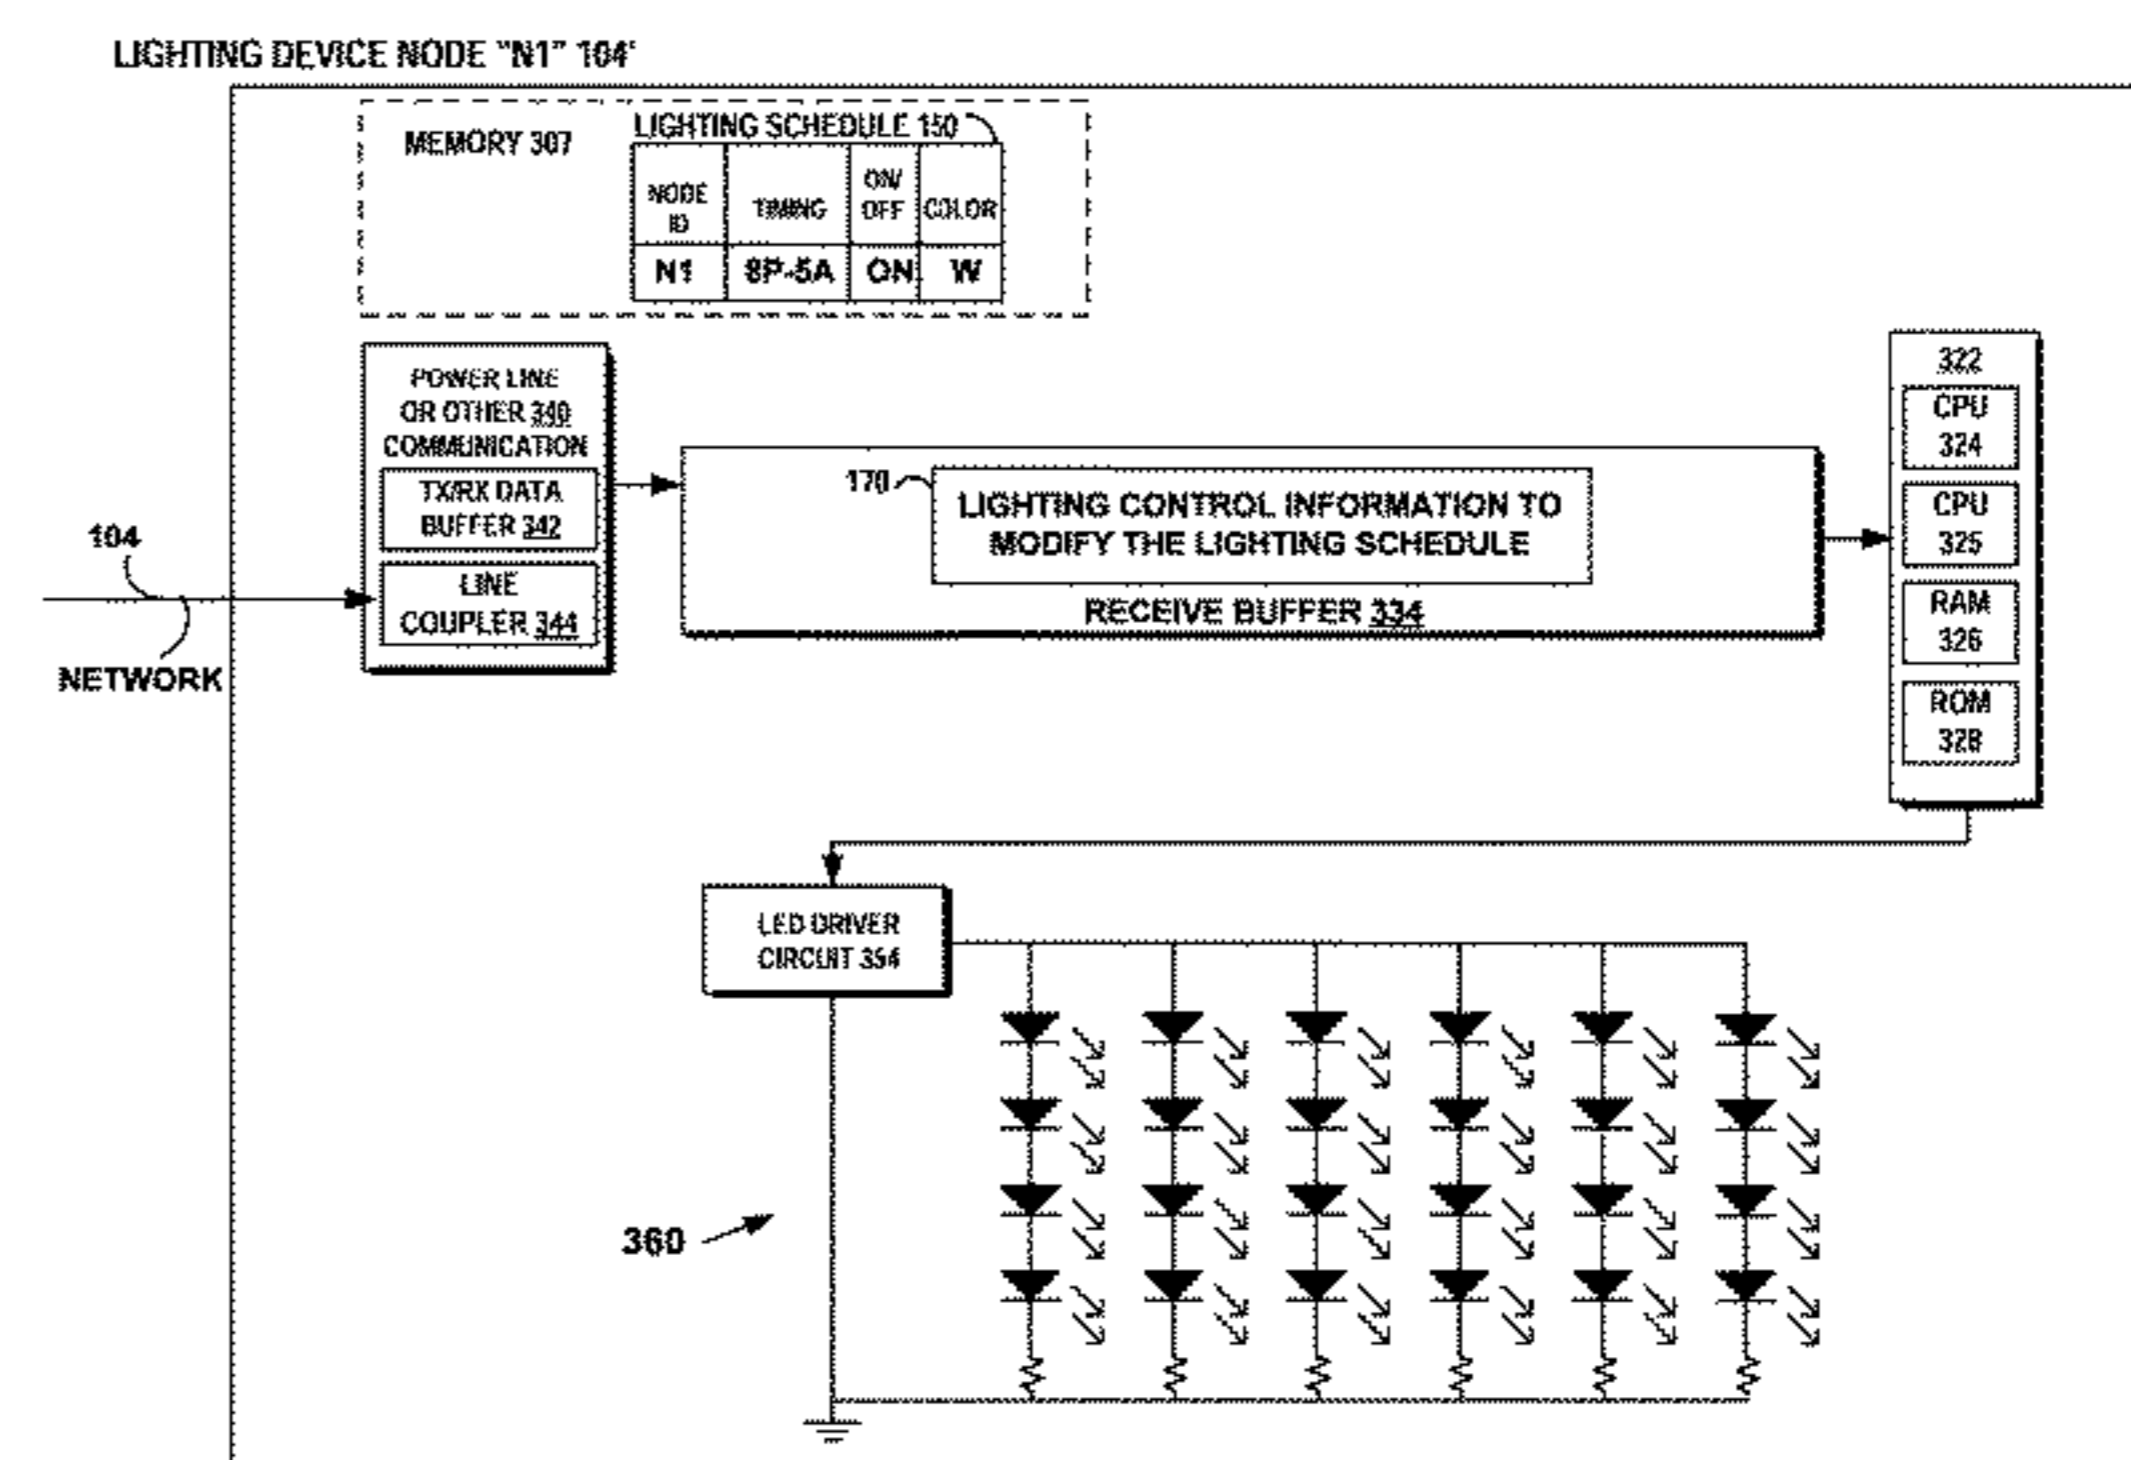 LIGHTING DEVICE NODE "N1" 104'
MEMORY 307
LIGHTING SCHEDULE 150
NODE ID TIMING ON/ OFF COLOR
N1 8P-5A ON W
POWER LINE
OR OTHER 340
COMMUNICATION
TX/RX DATA
BUFFER 342
LINE
COUPLER 344
104
NETWORK
170
LIGHTING CONTROL INFORMATION TO
MODIFY THE LIGHTING SCHEDULE
RECEIVE BUFFER 334
322
CPU
324
CPU
325
RAM
326
ROM
328
LED DRIVER
CIRCUIT 354
360